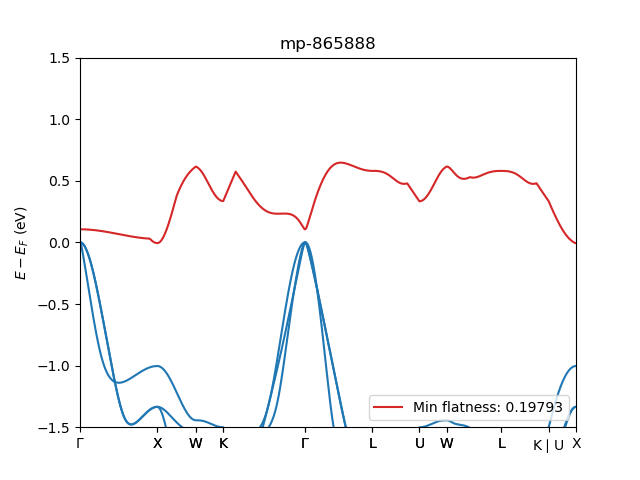 mp-865888
1.5
1.0
0.5
0.0
−0.5
−1.0
−1.5
E − E_F (eV)
Min flatness: 0.19793
Γ X W K Γ L U W L K | U X